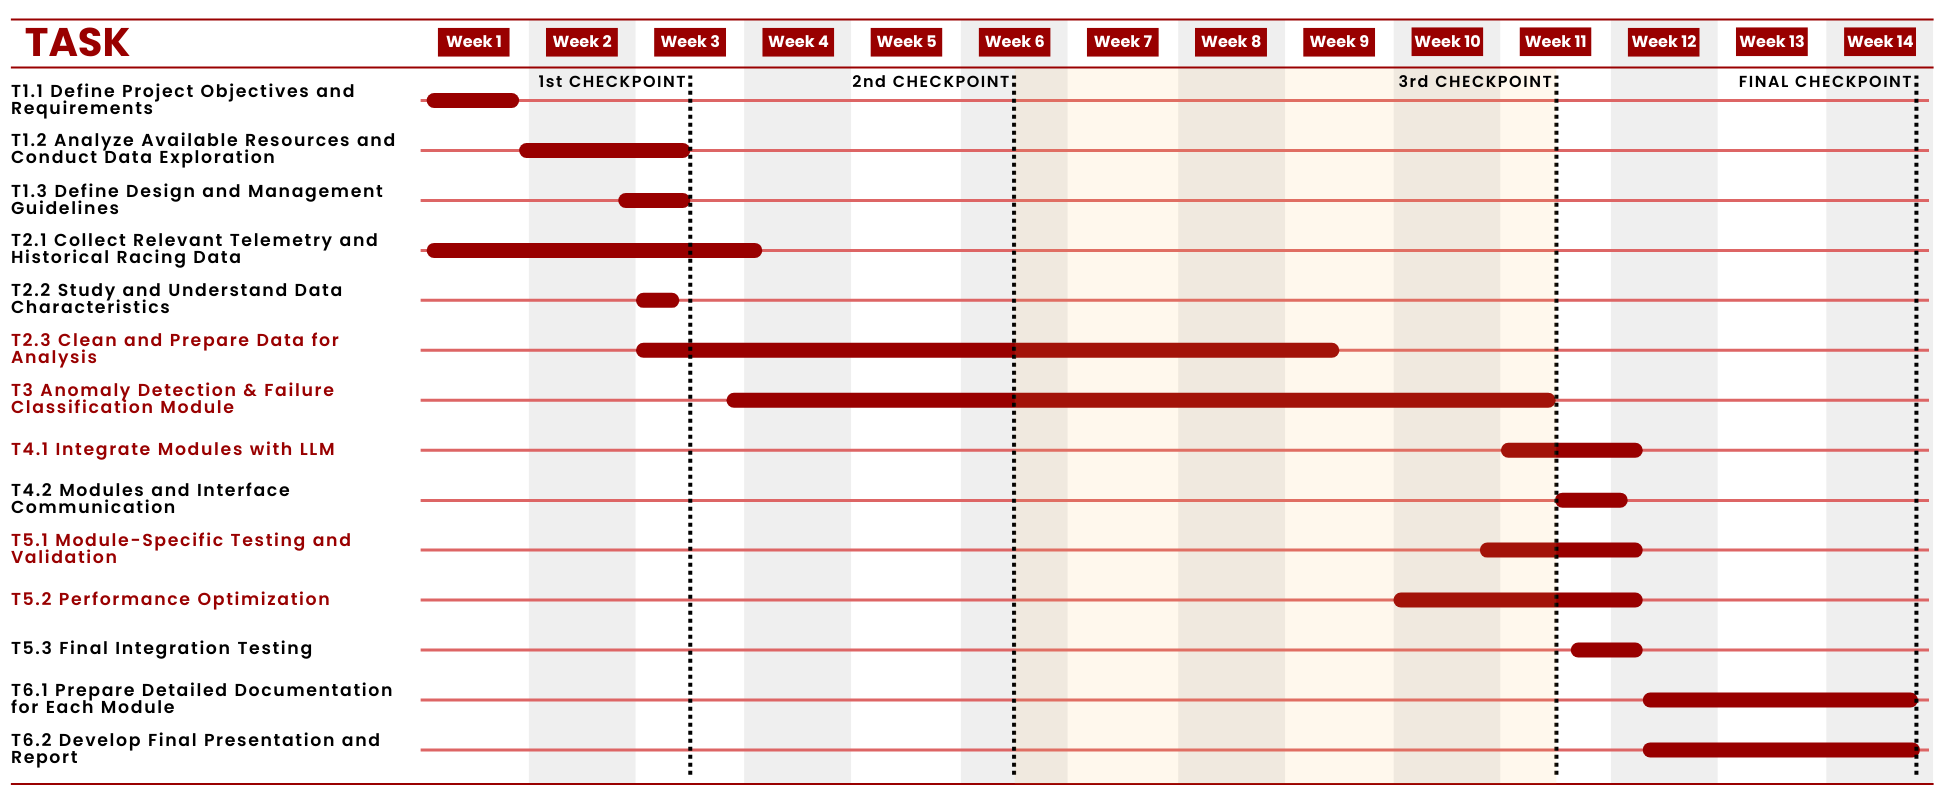 TASK
Week 1
Week 2
Week 3
Week 4
Week 5
Week 6
Week 7
Week 8
Week 9
Week 10
Week 11
Week 12
Week 13
Week 14
1st CHECKPOINT
2nd CHECKPOINT
3rd CHECKPOINT
FINAL CHECKPOINT
T1.1 Define Project Objectives and
Requirements
T1.2 Analyze Available Resources and
Conduct Data Exploration
T1.3 Define Design and Management
Guidelines
T2.1 Collect Relevant Telemetry and
Historical Racing Data
T2.2 Study and Understand Data
Characteristics
T2.3 Clean and Prepare Data for
Analysis
T3 Anomaly Detection & Failure
Classification Module
T4.1 Integrate Modules with LLM
T4.2 Modules and Interface
Communication
T5.1 Module-Specific Testing and
Validation
T5.2 Performance Optimization
T5.3 Final Integration Testing
T6.1 Prepare Detailed Documentation
for Each Module
T6.2 Develop Final Presentation and
Report